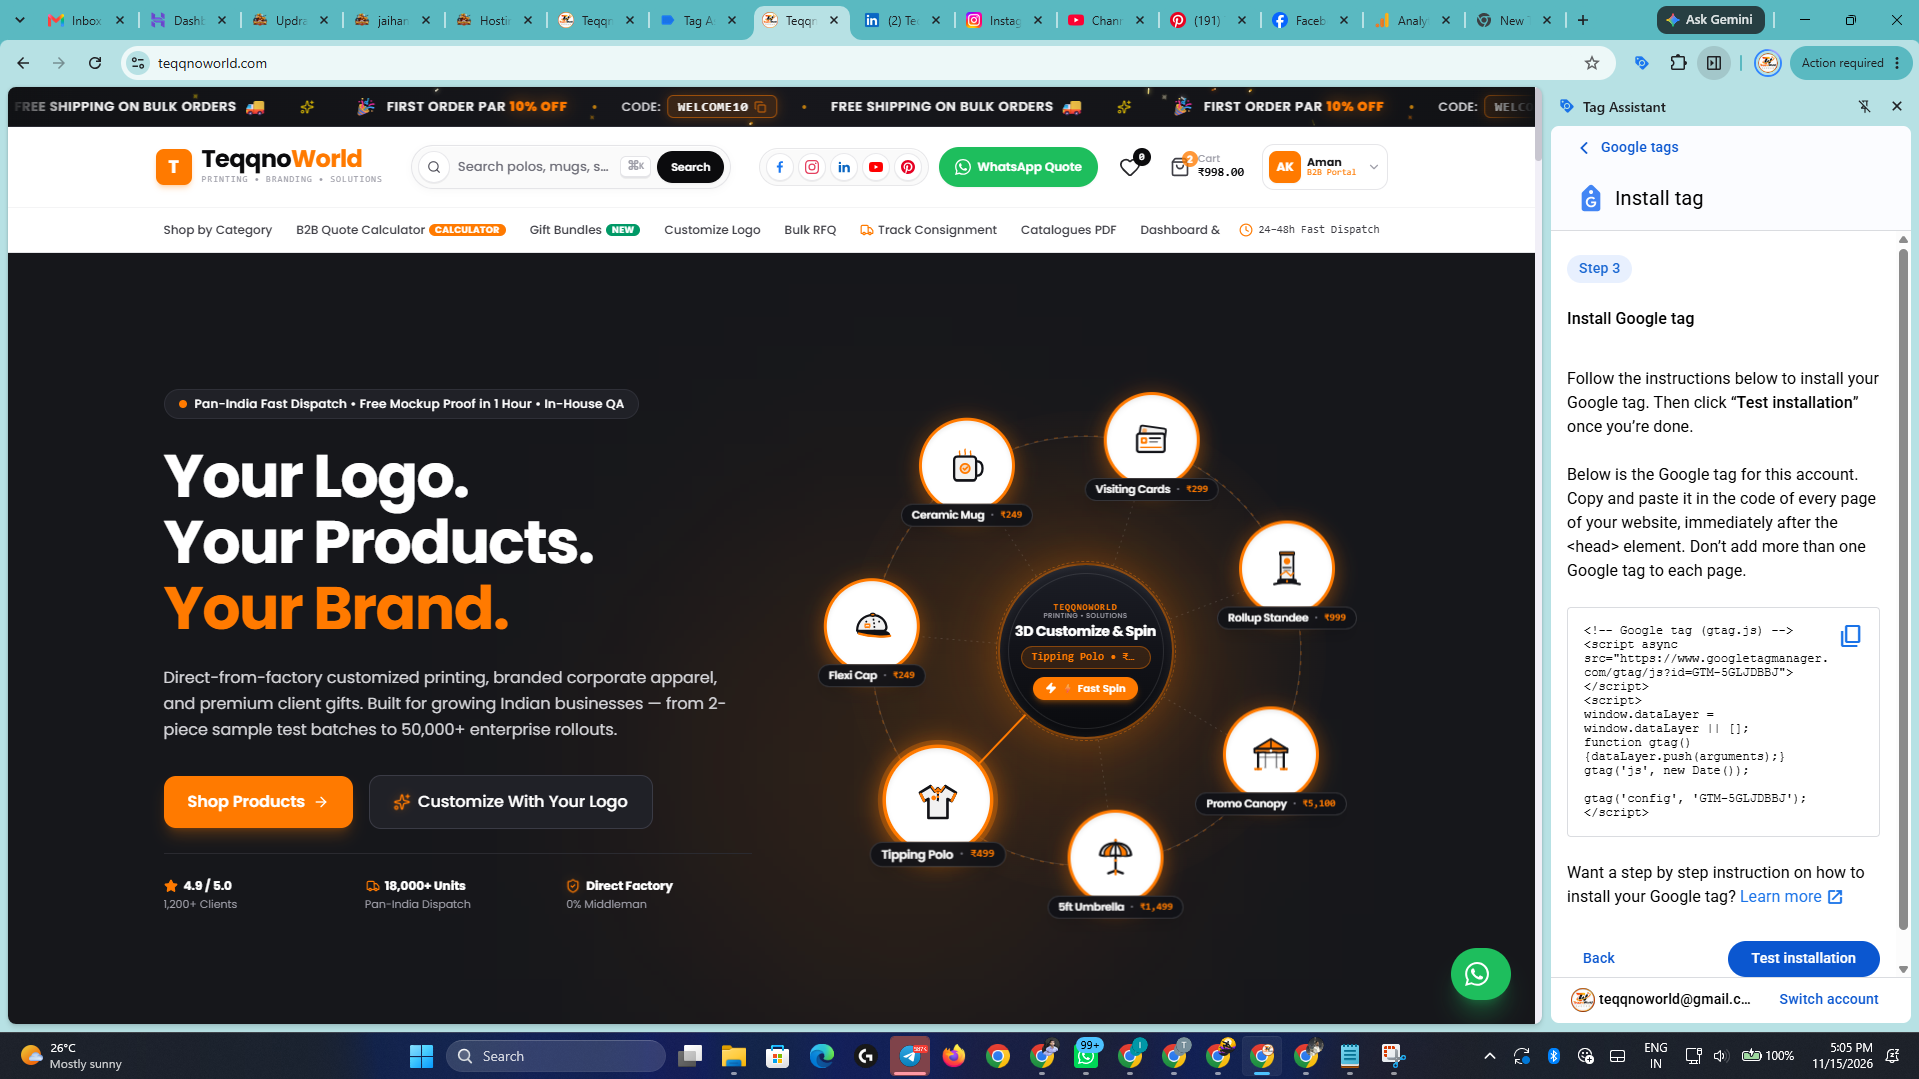 Inbox
Dashb
Updra
jaihan
Hostin
Teqqn
Tag A
Teqqn
(2) Tee
Instag
Chann
(191)
Faceb
Analy
New T
Ask Gemini
teqqnoworld.com
Action required
FREE SHIPPING ON BULK ORDERS
FIRST ORDER PAR 10% OFF
CODE: WELCOME10
FREE SHIPPING ON BULK ORDERS
FIRST ORDER PAR 10% OFF
CODE: WELCO
T
TeqqnoWorld
PRINTING • BRANDING • SOLUTIONS
Search polos, mugs, s...
⌘K
Search
WhatsApp Quote
0
2
Cart
₹998.00
AK
Aman
B2B Portal
Shop by Category
B2B Quote Calculator CALCULATOR
Gift Bundles NEW
Customize Logo
Bulk RFQ
Track Consignment
Catalogues PDF
Dashboard &
24-48h Fast Dispatch
Pan-India Fast Dispatch • Free Mockup Proof in 1 Hour • In-House QA
Your Logo.
Your Products.
Your Brand.
Direct-from-factory customized printing, branded corporate apparel,
and premium client gifts. Built for growing Indian businesses — from 2-
piece sample test batches to 50,000+ enterprise rollouts.
Shop Products →
Customize With Your Logo
4.9 / 5.0
1,200+ Clients
18,000+ Units
Pan-India Dispatch
Direct Factory
0% Middleman
Visiting Cards • ₹299
Ceramic Mug • ₹249
Rollup Standee • ₹999
Flexi Cap • ₹249
TEQQNOWORLD
PRINTING • SOLUTIONS
3D Customize & Spin
Tipping Polo • ₹…
Fast Spin
Promo Canopy • ₹5,100
Tipping Polo • ₹499
5ft Umbrella • ₹1,499
Tag Assistant
Google tags
Install tag
Step 3
Install Google tag
Follow the instructions below to install your
Google tag. Then click “Test installation”
once you’re done.
Below is the Google tag for this account.
Copy and paste it in the code of every page
of your website, immediately after the
<head> element. Don’t add more than one
Google tag to each page.
<!-- Google tag (gtag.js) -->
<script async
src="https://www.googletagmanager.
com/gtag/js?id=GTM-5GLJDBBJ">
</script>
<script>
window.dataLayer =
window.dataLayer || [];
function gtag()
{dataLayer.push(arguments);}
gtag('js', new Date());
gtag('config', 'GTM-5GLJDBBJ');
</script>
Want a step by step instruction on how to
install your Google tag? Learn more
Back
Test installation
teqqnoworld@gmail.c...
Switch account
26°C
Mostly sunny
Search
99+
ENG
IN
100%
5:05 PM
11/15/2026